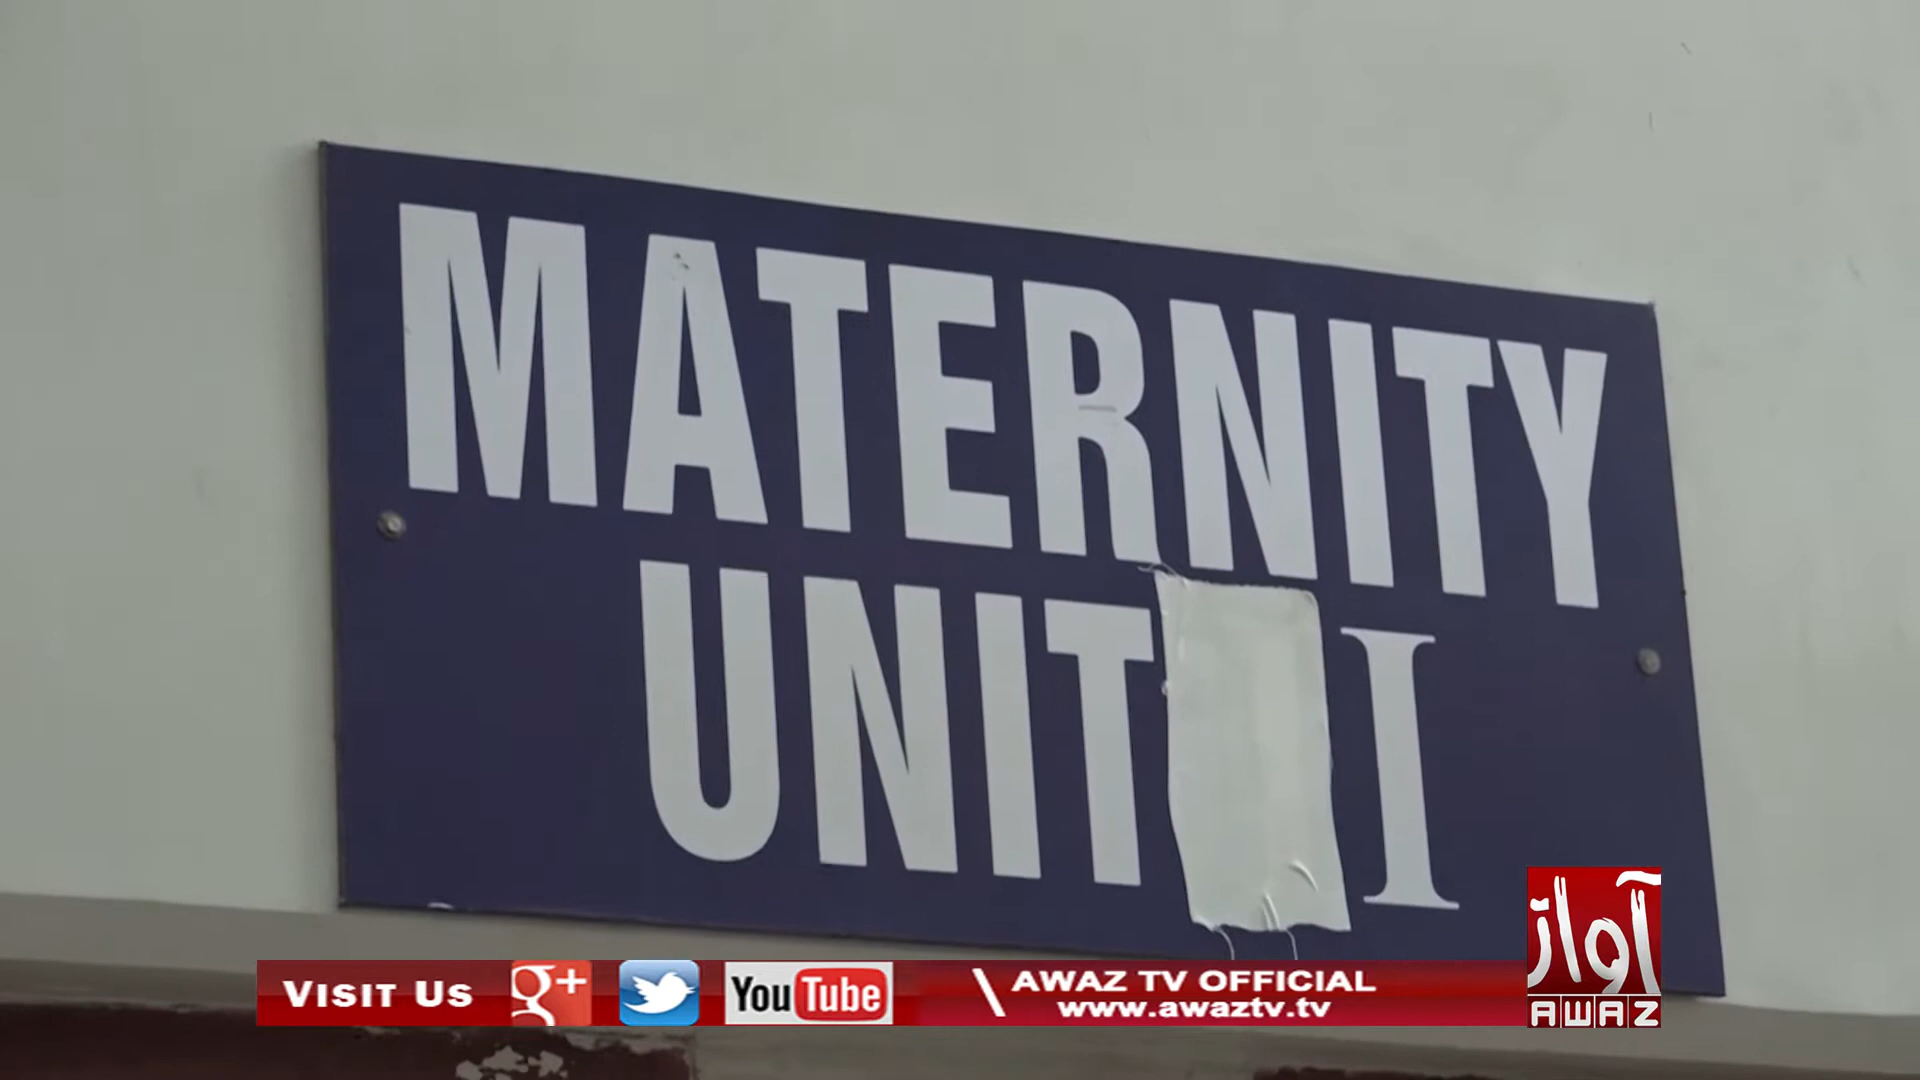 MATERNITY
UNIT I
VISIT US g+ YouTube \ AWAZ TV OFFICIAL
www.awaztv.tv
آواز
AWAZ